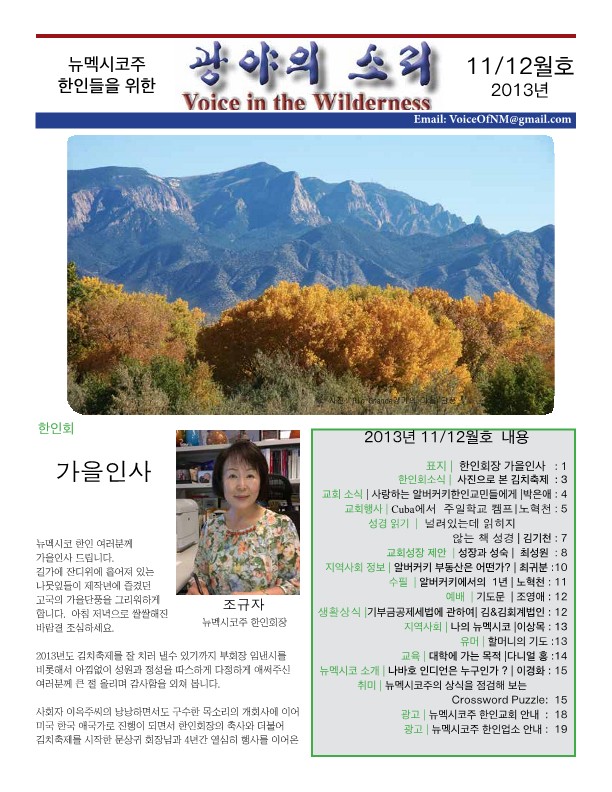 뉴멕시코주
한인들을 위한
광야의 소리
Voice in the Wilderness
11/12월호
2013년
Email: VoiceOfNM@gmail.com
한인회
가을인사
조규자
뉴멕시코주 한인회장
뉴멕시코 한인 여러분께
가을인사 드립니다.
길가에 잔디위에 흩어져 있는
나뭇잎들이 제작년에 즐겼던
고국의 가을단풍을 그리워하게
합니다. 아침 저녁으로 쌀쌀해진
바람결 조심하세요.
2013년도 김치축제를 잘 치러 낼수 있기까지 부회장 임낸시를
비롯해서 아낌없이 성원과 정성을 따스하게 다정하게 애써주신
여러분께 큰 절 올리며 감사함을 외쳐 봅니다.
사회자 이옥주씨의 낭낭하면서도 구수한 목소리의 개회사에 이어
미국 한국 애국가로 진행이 되면서 한인회장의 축사와 더불어
김치축제를 시작한 문상귀 회장님과 4년간 열심히 행사를 이어온
2013년 11/12월호 내용
표지 | 한인회장 가을인사 : 1
한인회소식 | 사진으로 본 김치축제 : 3
교회 소식 | 사랑하는 알버커키한인교민들에게 |박은애 : 4
교회행사 | Cuba에서 주일학교 켐프|노혁천 : 5
성경 읽기 | 널려있는데 읽히지
않는 책 성경 | 김기천 : 7
교회성장 제안 | 성장과 성숙 | 최성원 : 8
지역사회 정보 | 알버커키 부동산은 어떤가? | 최귀분 :10
수필 | 알버커키에서의 1년 | 노혁천 : 11
예배 | 기도문 | 조영애 : 12
생활상식 |기부금공제세법에 관하여| 김&김회계법인 : 12
지역사회 | 나의 뉴멕시코 |이상목 : 13
유머 | 할머니의 기도 :13
교육 | 대학에 가는 목적 |다니얼 홍 :14
뉴멕시코 소개 | 나바호 인디언은 누구인가 ? | 이경화 : 15
취미 | 뉴멕시코주의 상식을 점검해 보는
Crossword Puzzle: 15
광고 | 뉴멕시코주 한인교회 안내 : 18
광고 | 뉴멕시코주 한인업소 안내 : 19